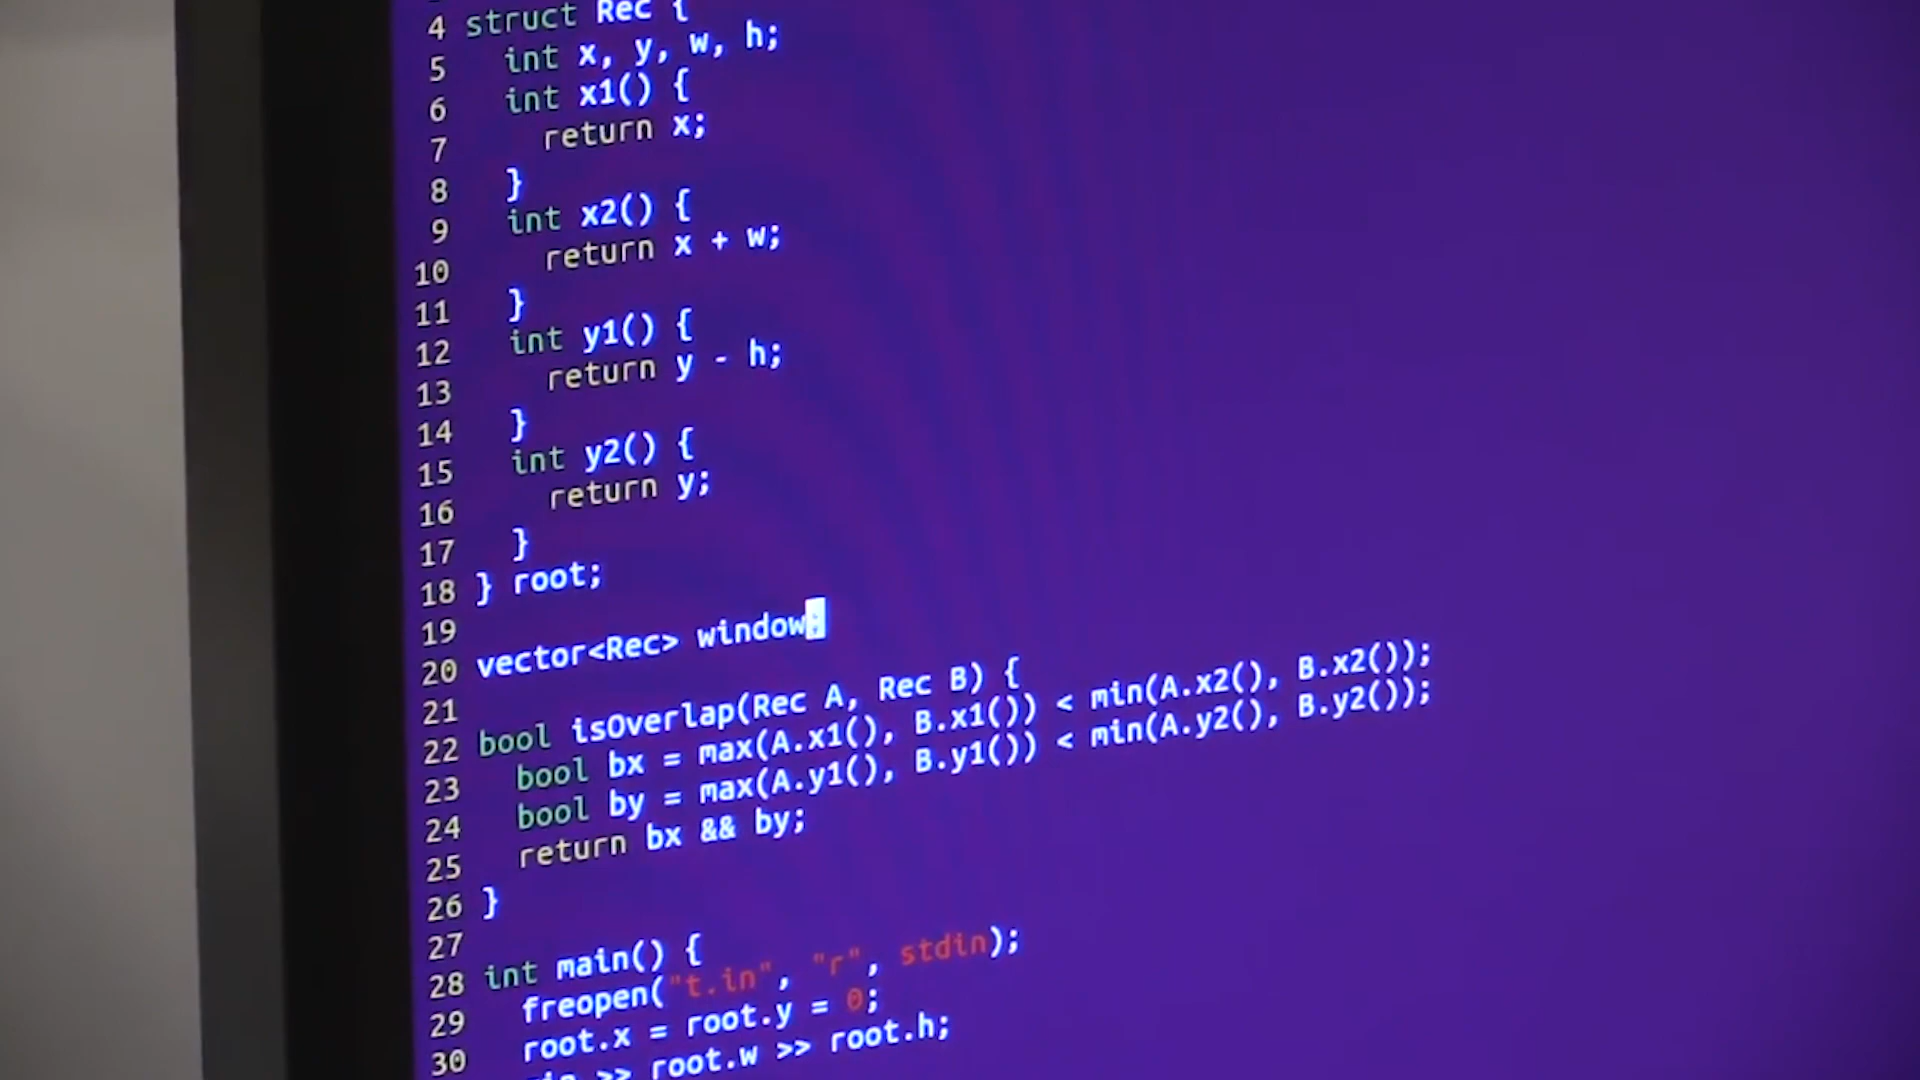 4 struct Rec {
5 int x, y, w, h;
6 int x1() {
7 return x;
8 }
9 int x2() {
10 return x + w;
11 }
12 int y1() {
13 return y - h;
14 }
15 int y2() {
16 return y;
17 }
18 } root;
19
20 vector<Rec> window;
21
22 bool isOverlap(Rec A, Rec B) {
23 bool bx = max(A.x1(), B.x1()) < min(A.x2(), B.x2());
24 bool by = max(A.y1(), B.y1()) < min(A.y2(), B.y2());
25 return bx && by;
26 }
27
28 int main() {
29 freopen("t.in", "r", stdin);
30 root.x = root.y = 0;
>> root.w >> root.h;